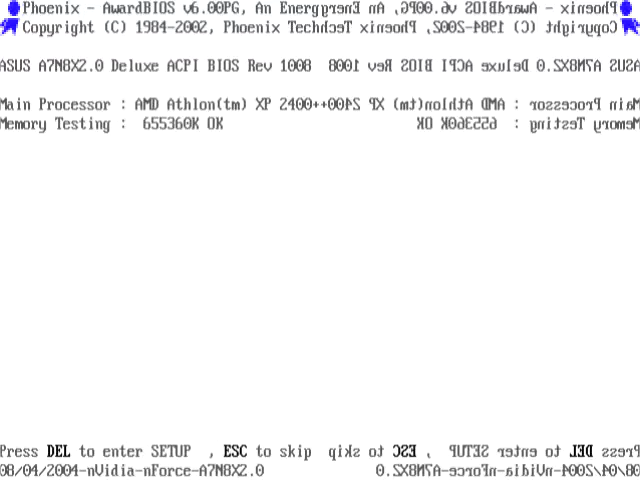 Phoenix - AwardBIOS v6.00PG, An Energy
Copyright (C) 1984-2002, Phoenix Tech
ASUS A7N8X2.0 Deluxe ACPI BIOS Rev 1008
Main Processor : AMD Athlon(tm) XP 2400+
Memory Testing : 655360K OK
Press DEL to enter SETUP , ESC to skip
08/04/2004-nVidia-nForce-A7N8X2.0